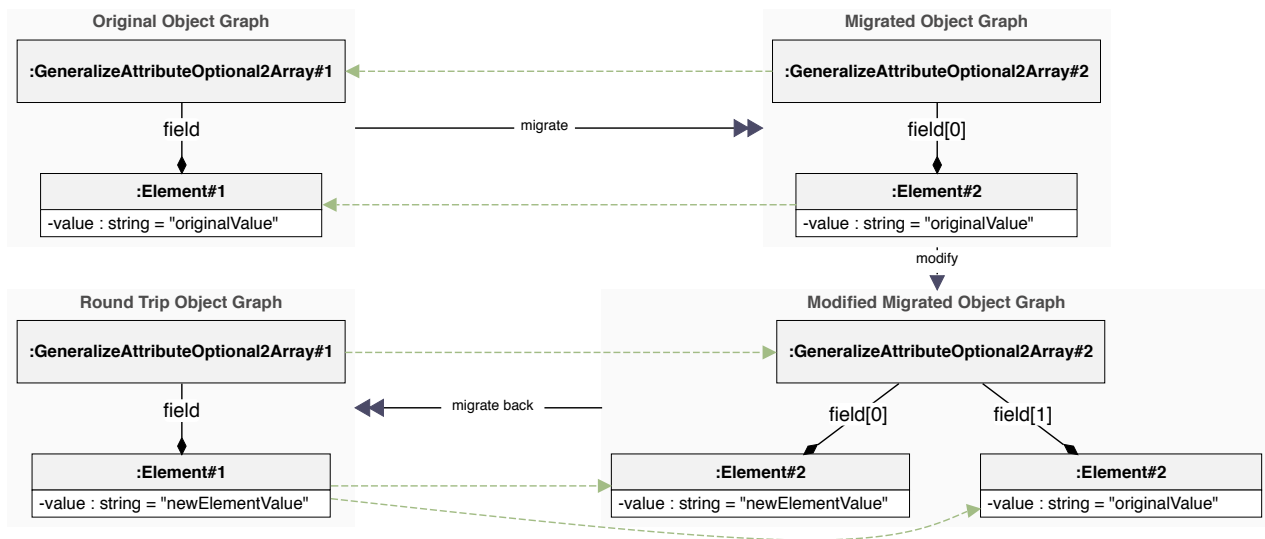 Original Object Graph
Migrated Object Graph
:GeneralizeAttributeOptional2Array#1
:GeneralizeAttributeOptional2Array#2
field
migrate
field[0]
:Element#1
:Element#2
-value : string = "originalValue"
-value : string = "originalValue"
modify
Round Trip Object Graph
Modified Migrated Object Graph
:GeneralizeAttributeOptional2Array#1
:GeneralizeAttributeOptional2Array#2
field
migrate back
field[0]
field[1]
:Element#1
:Element#2
:Element#2
-value : string = "newElementValue"
-value : string = "newElementValue"
-value : string = "originalValue"